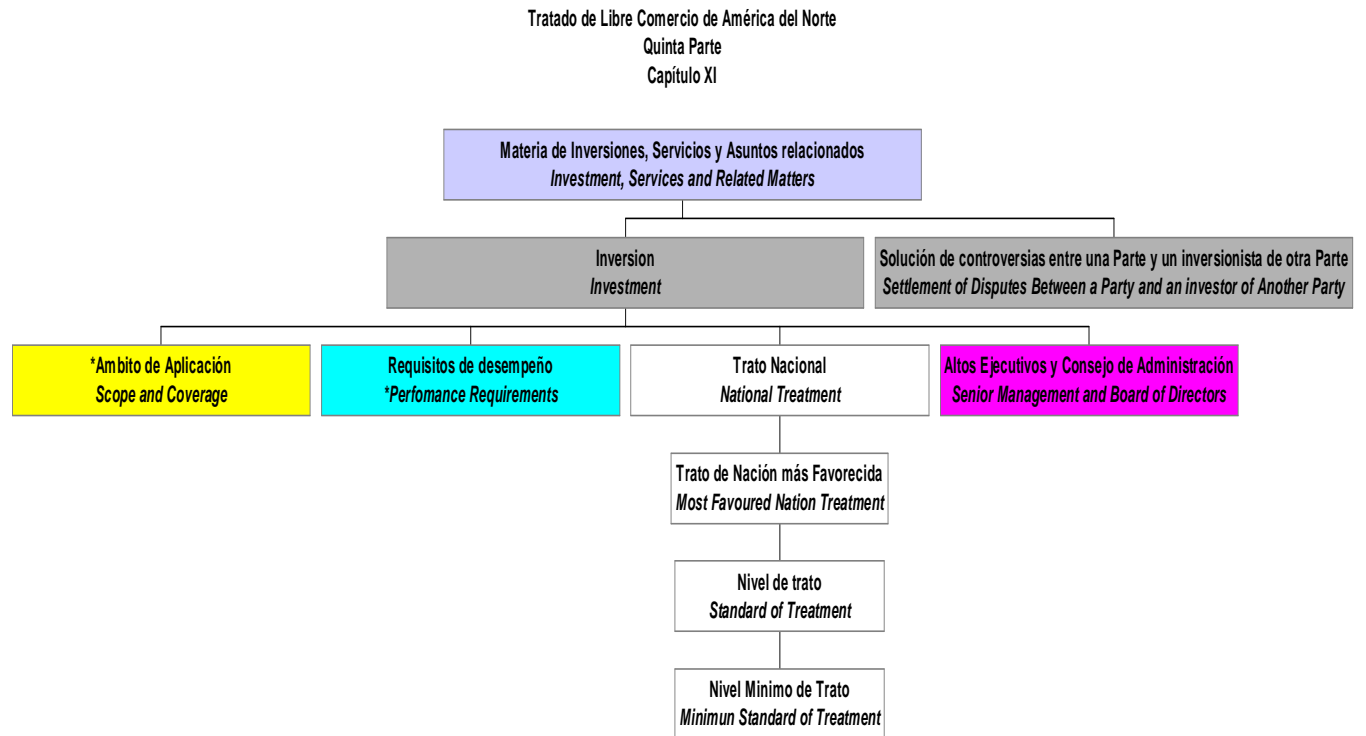 Tratado de Libre Comercio de América del Norte
Quinta Parte
Capítulo XI
Materia de Inversiones, Servicios y Asuntos relacionados
Investment, Services and Related Matters
Inversion
Investment
Solución de controversias entre una Parte y un inversionista de otra Parte
Settlement of Disputes Between a Party and an investor of Another Party
*Ambito de Aplicación
Scope and Coverage
Requisitos de desempeño
*Perfomance Requirements
Trato Nacional
National Treatment
Altos Ejecutivos y Consejo de Administración
Senior Management and Board of Directors
Trato de Nación más Favorecida
Most Favoured Nation Treatment
Nivel de trato
Standard of Treatment
Nivel Minimo de Trato
Minimun Standard of Treatment